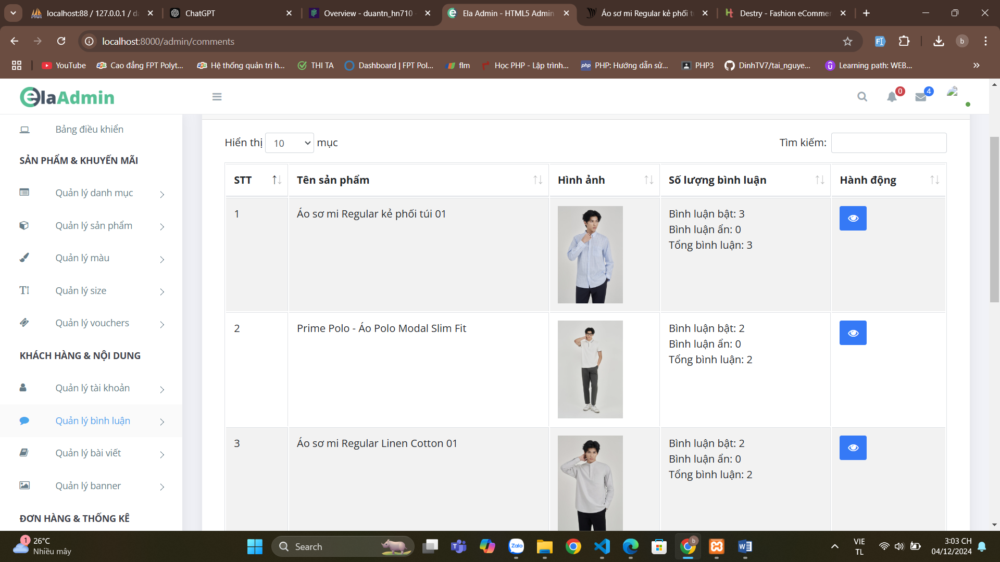 localhost:88 / 127.0.0.1 / d
ChatGPT
Overview - duantn_hn710
Ela Admin - HTML5 Admin
Áo sơ mi Regular kẻ phối t
Destry - Fashion eCommer
localhost:8000/admin/comments
b
YouTube
Cao đẳng FPT Polyt...
Hệ thống quản trị h...
THI TA
Dashboard | FPT Pol...
flm
Học PHP - Lập trình...
php
PHP: Hướng dẫn sử...
PHP3
DinhTV7/tai_nguye...
Learning path: WEB...
elaAdmin
0
4
Bảng điều khiển
SẢN PHẨM & KHUYẾN MÃI
Quản lý danh mục
Quản lý sản phẩm
Quản lý màu
Quản lý size
Quản lý vouchers
KHÁCH HÀNG & NỘI DUNG
Quản lý tài khoản
Quản lý bình luận
Quản lý bài viết
Quản lý banner
ĐƠN HÀNG & THỐNG KÊ
Hiển thị 10 mục
Tìm kiếm:
STT
Tên sản phẩm
Hình ảnh
Số lượng bình luận
Hành động
1
Áo sơ mi Regular kẻ phối túi 01
Bình luận bật: 3
Bình luận ẩn: 0
Tổng bình luận: 3
2
Prime Polo - Áo Polo Modal Slim Fit
Bình luận bật: 2
Bình luận ẩn: 0
Tổng bình luận: 2
3
Áo sơ mi Regular Linen Cotton 01
Bình luận bật: 2
Bình luận ẩn: 0
Tổng bình luận: 2
1
26°C
Nhiều mây
Search
Zalo
b
VIE
TL
3:03 CH
04/12/2024